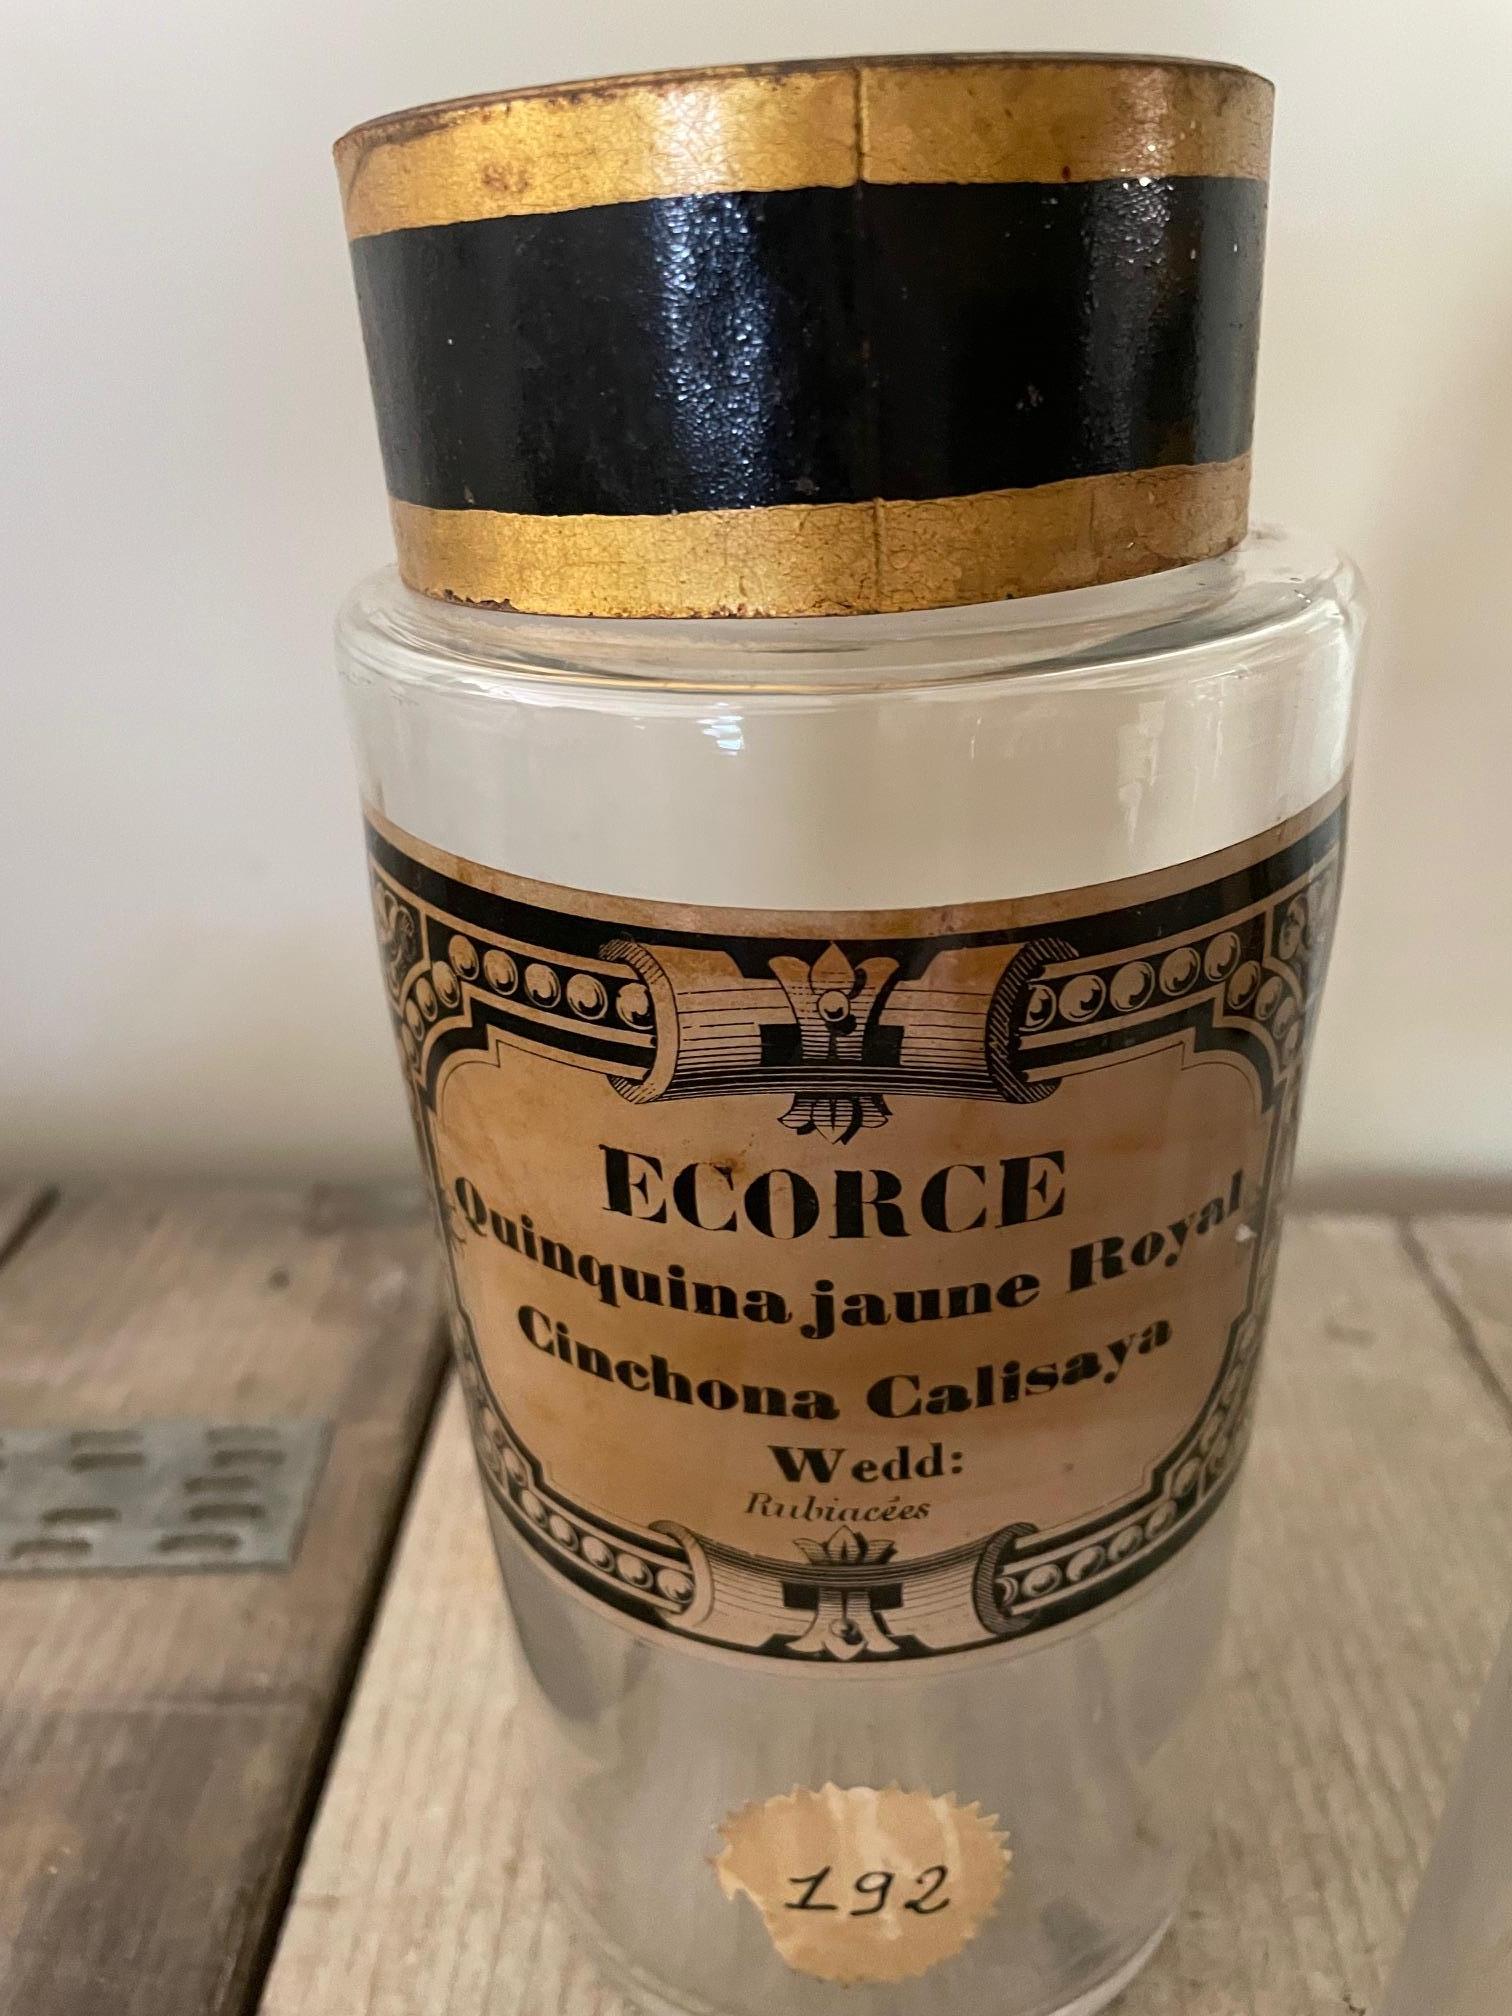 ECORCE
Quinquina jaune Royal
Cinchona Calisaya
Wedd:
Rubiacées
192